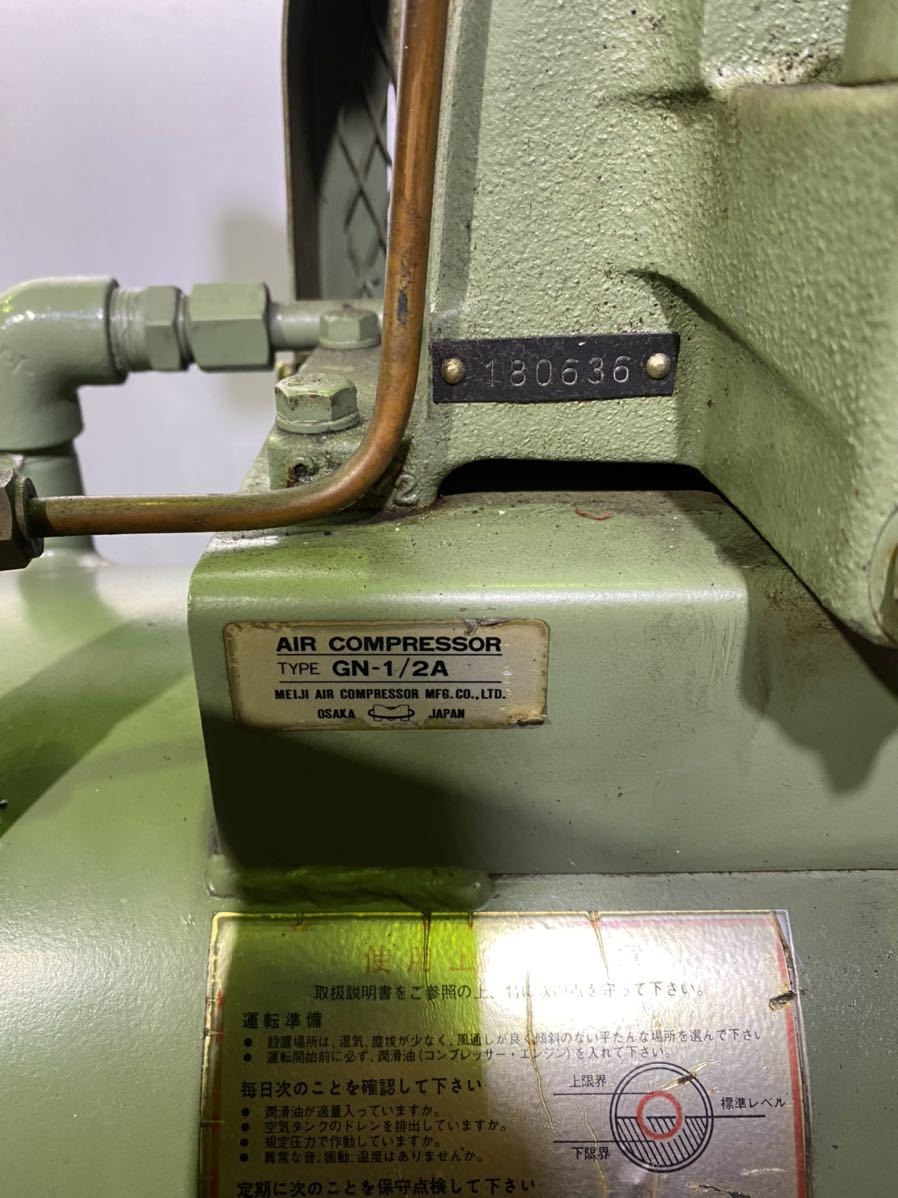 180636
2
AIR COMPRESSOR
TYPE GN-1/2A
MEIJI AIR COMPRESSOR MFG.CO.,LTD.
OSAKA JAPAN
使用上
取扱説明書をご参照の上、特に次の点を守って下さい。
運転準備
● 設置場所は、湿気、塵埃が少なく、風通しが良く傾斜のない平たんな場所を選んで下さい
● 運転開始前に必ず、潤滑油(コンプレッサー・エンジン)を入れて下さい。
毎日次のことを確認して下さい
● 潤滑油が適量入っていますか。
● 空気タンクのドレンを排出していますか。
● 規定圧力で作動していますか。
● 異常な音、振動、温度はありませんか。
上限界
標準レベル
下限界
定期に次のことを保守点検して下さい